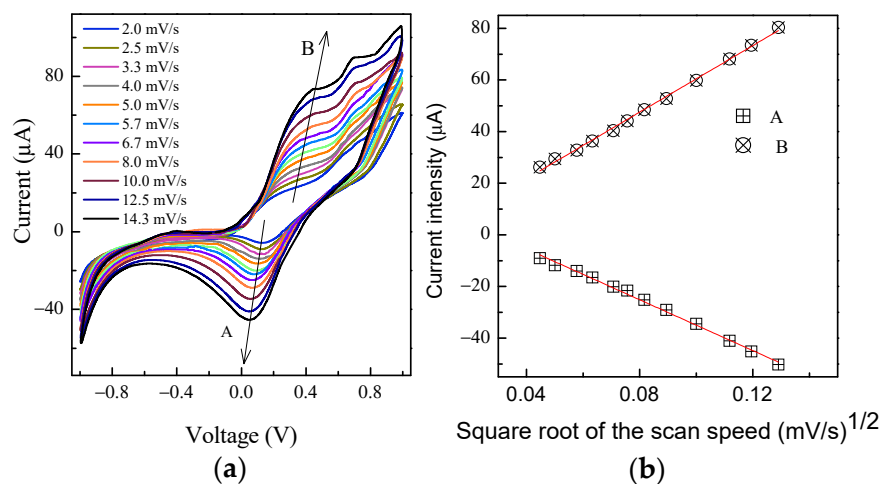 80
40
0
−40
Current (μA)
2.0 mV/s
2.5 mV/s
3.3 mV/s
4.0 mV/s
5.0 mV/s
5.7 mV/s
6.7 mV/s
8.0 mV/s
10.0 mV/s
12.5 mV/s
14.3 mV/s
B
A
−0.8 −0.4 0.0 0.4 0.8
Voltage (V)
(a)
80
60
40
20
0
−20
−40
Current intensity (μA)
A
B
0.04 0.08 0.12
Square root of the scan speed (mV/s)^1/2
(b)